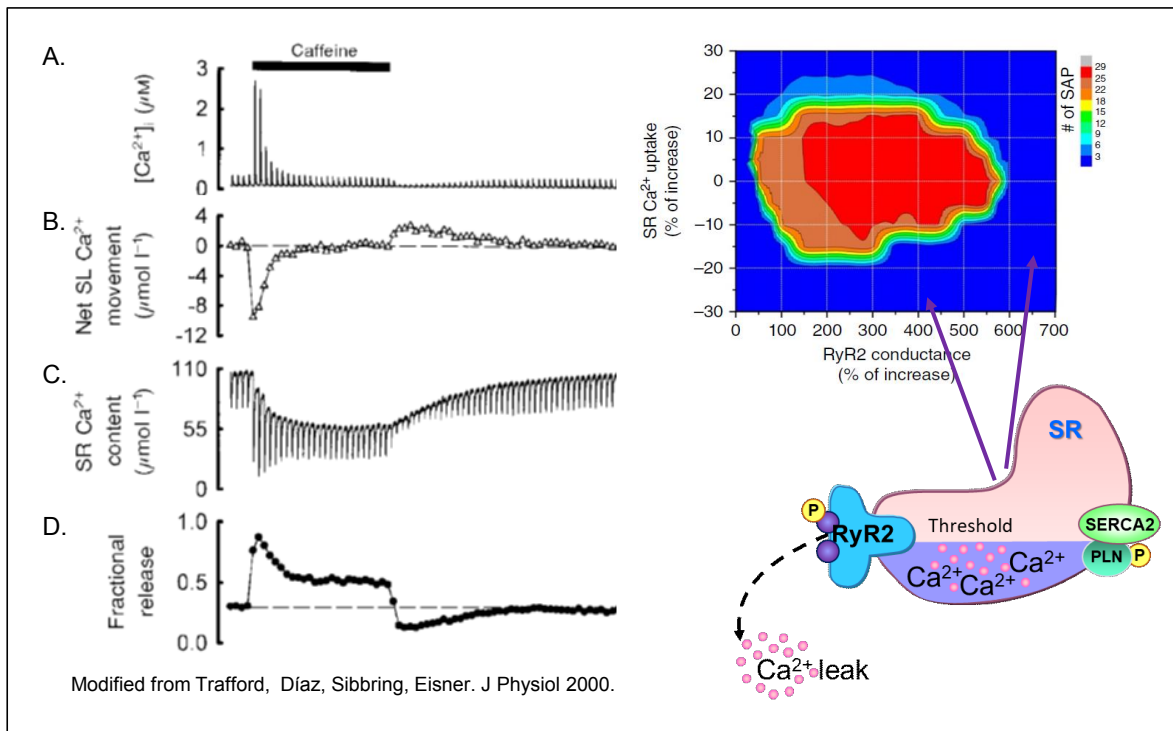 A.
Caffeine
[Ca2+]i (μM)
3
2
1
0
B.
Net SL Ca2+
movement
(μmol l−1)
4
0
-4
-8
-12
C.
SR Ca2+
content
(μmol l−1)
110
55
0
D.
Fractional
release
1.0
0.5
0.0
Modified from Trafford, Díaz, Sibbring, Eisner. J Physiol 2000.
SR Ca2+ uptake
(% of increase)
30
20
10
0
−10
−20
−30
0 100 200 300 400 500 600 700
RyR2 conductance
(% of increase)
# of SAP
29
25
22
18
15
12
9
6
3
SR
P
RyR2
Threshold
SERCA2
PLN
P
Ca2+
Ca2+
Ca2+
Ca2+ leak